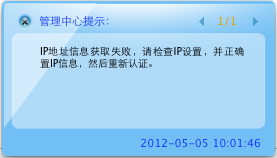 管理中心提示：
1/1
IP地址信息获取失败，请检查IP设置，并正确
置IP信息，然后重新认证。
2012-05-05 10:01:46